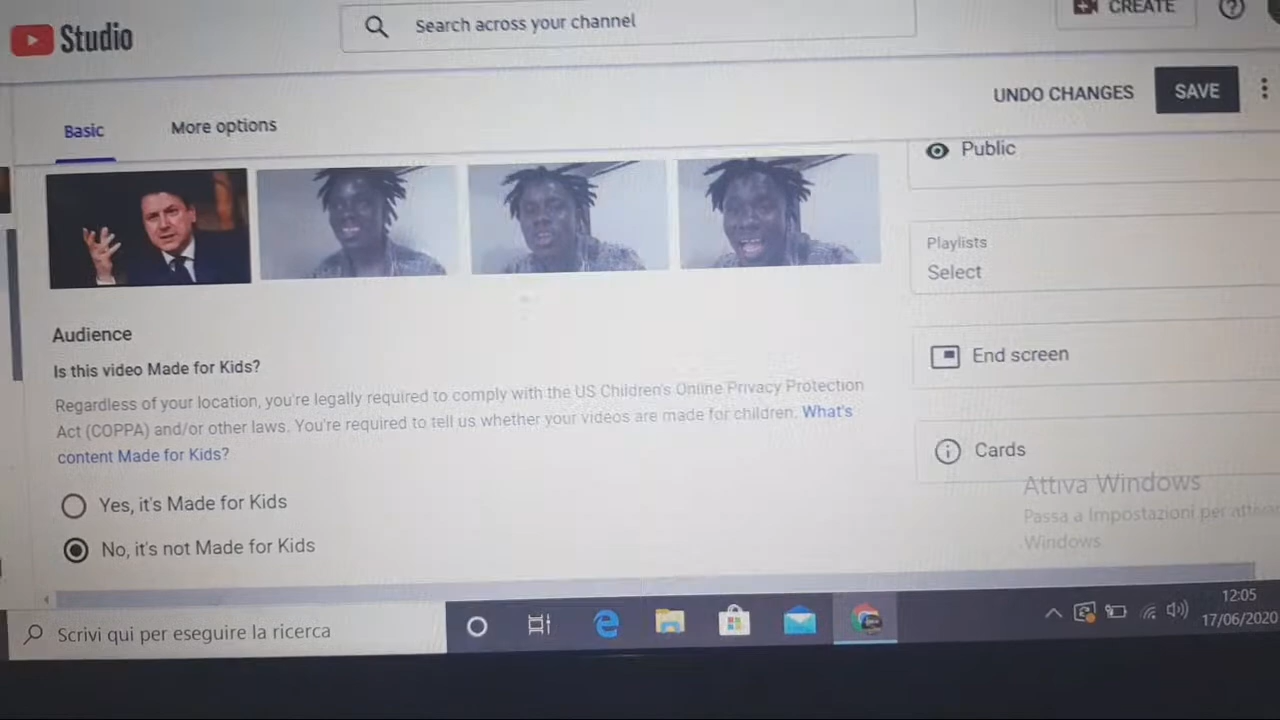 Studio
Search across your channel
CREATE
Basic
More options
UNDO CHANGES
SAVE
Public
Playlists
Select
End screen
Cards
Audience
Is this video Made for Kids?
Regardless of your location, you're legally required to comply with the US Children's Online Privacy Protection
Act (COPPA) and/or other laws. You're required to tell us whether your videos are made for children. What's
content Made for Kids?
Yes, it's Made for Kids
No, it's not Made for Kids
Attiva Windows
Passa a Impostazioni per
Windows.
Scrivi qui per eseguire la ricerca
12:05
17/06/2020